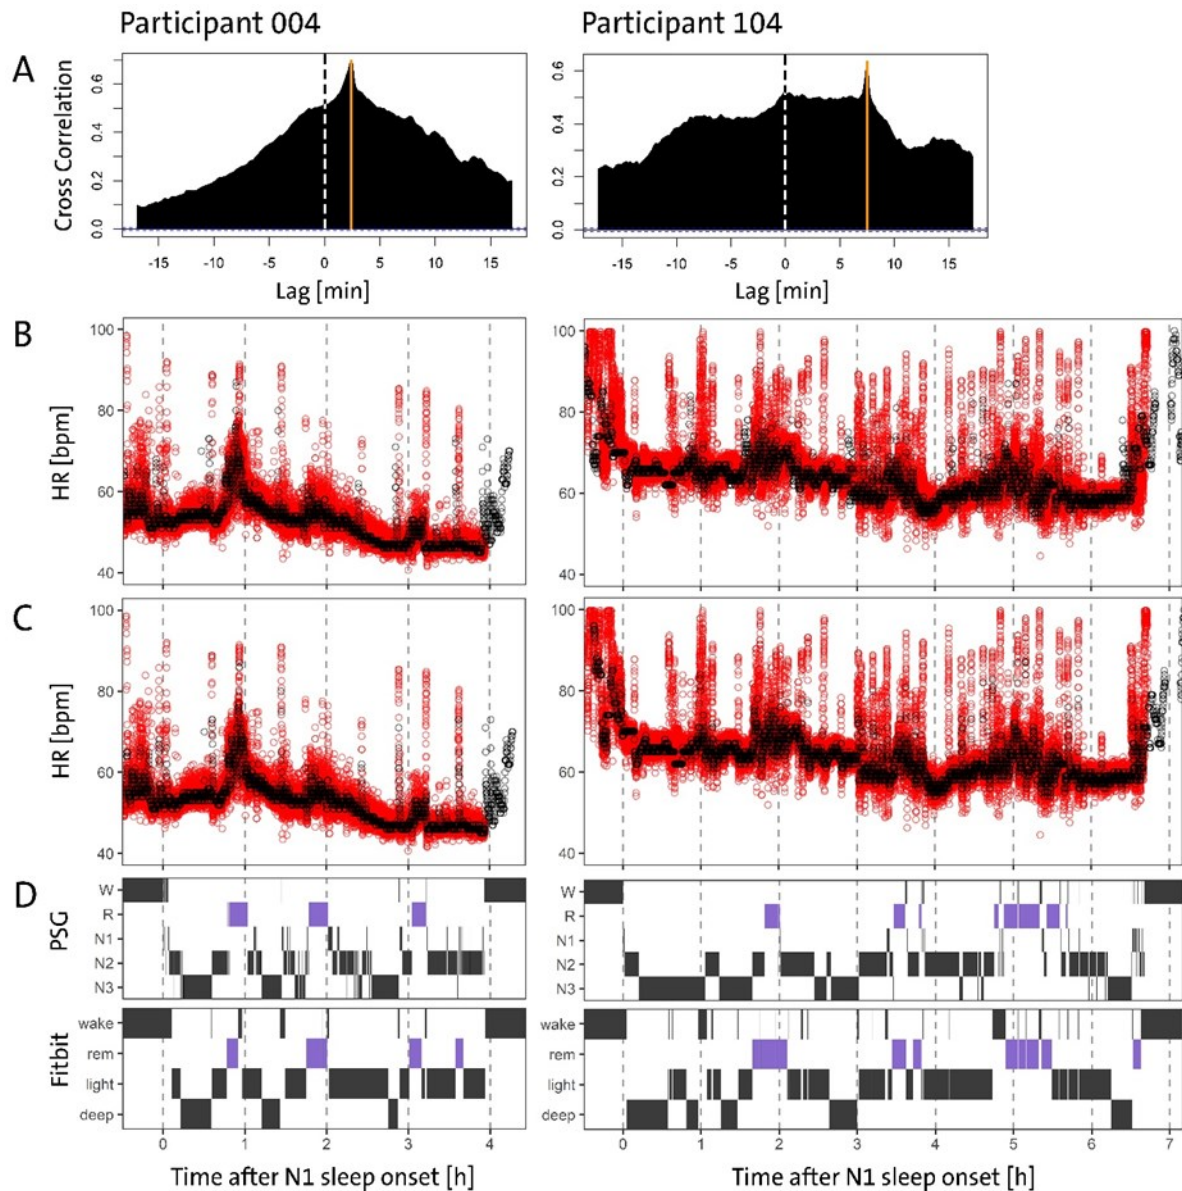 Participant 004 Participant 104
A
Cross Correlation
0.6 0.6
0.4 0.4
0.2 0.2
0.0 0.0
-15 -10 -5 0 5 10 15 -15 -10 -5 0 5 10 15
Lag [min] Lag [min]
B
HR [bpm]
100 100
80 80
60 60
40 40
C
HR [bpm]
100 100
80 80
60 60
40 40
D
PSG
W W
R R
N1 N1
N2 N2
N3 N3
Fitbit
wake wake
rem rem
light light
deep deep
0 1 2 3 4 0 1 2 3 4 5 6 7
Time after N1 sleep onset [h] Time after N1 sleep onset [h]